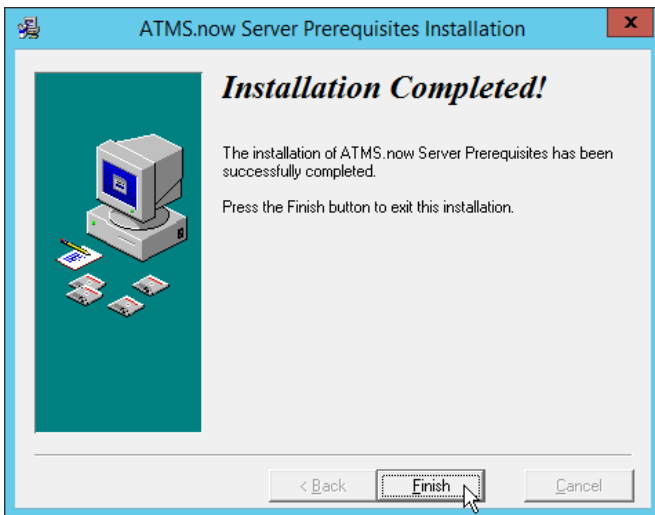 ATMS.now Server Prerequisites Installation
x
Installation Completed!
The installation of ATMS.now Server Prerequisites has been
successfully completed.
Press the Finish button to exit this installation.
< Back
Finish
Cancel